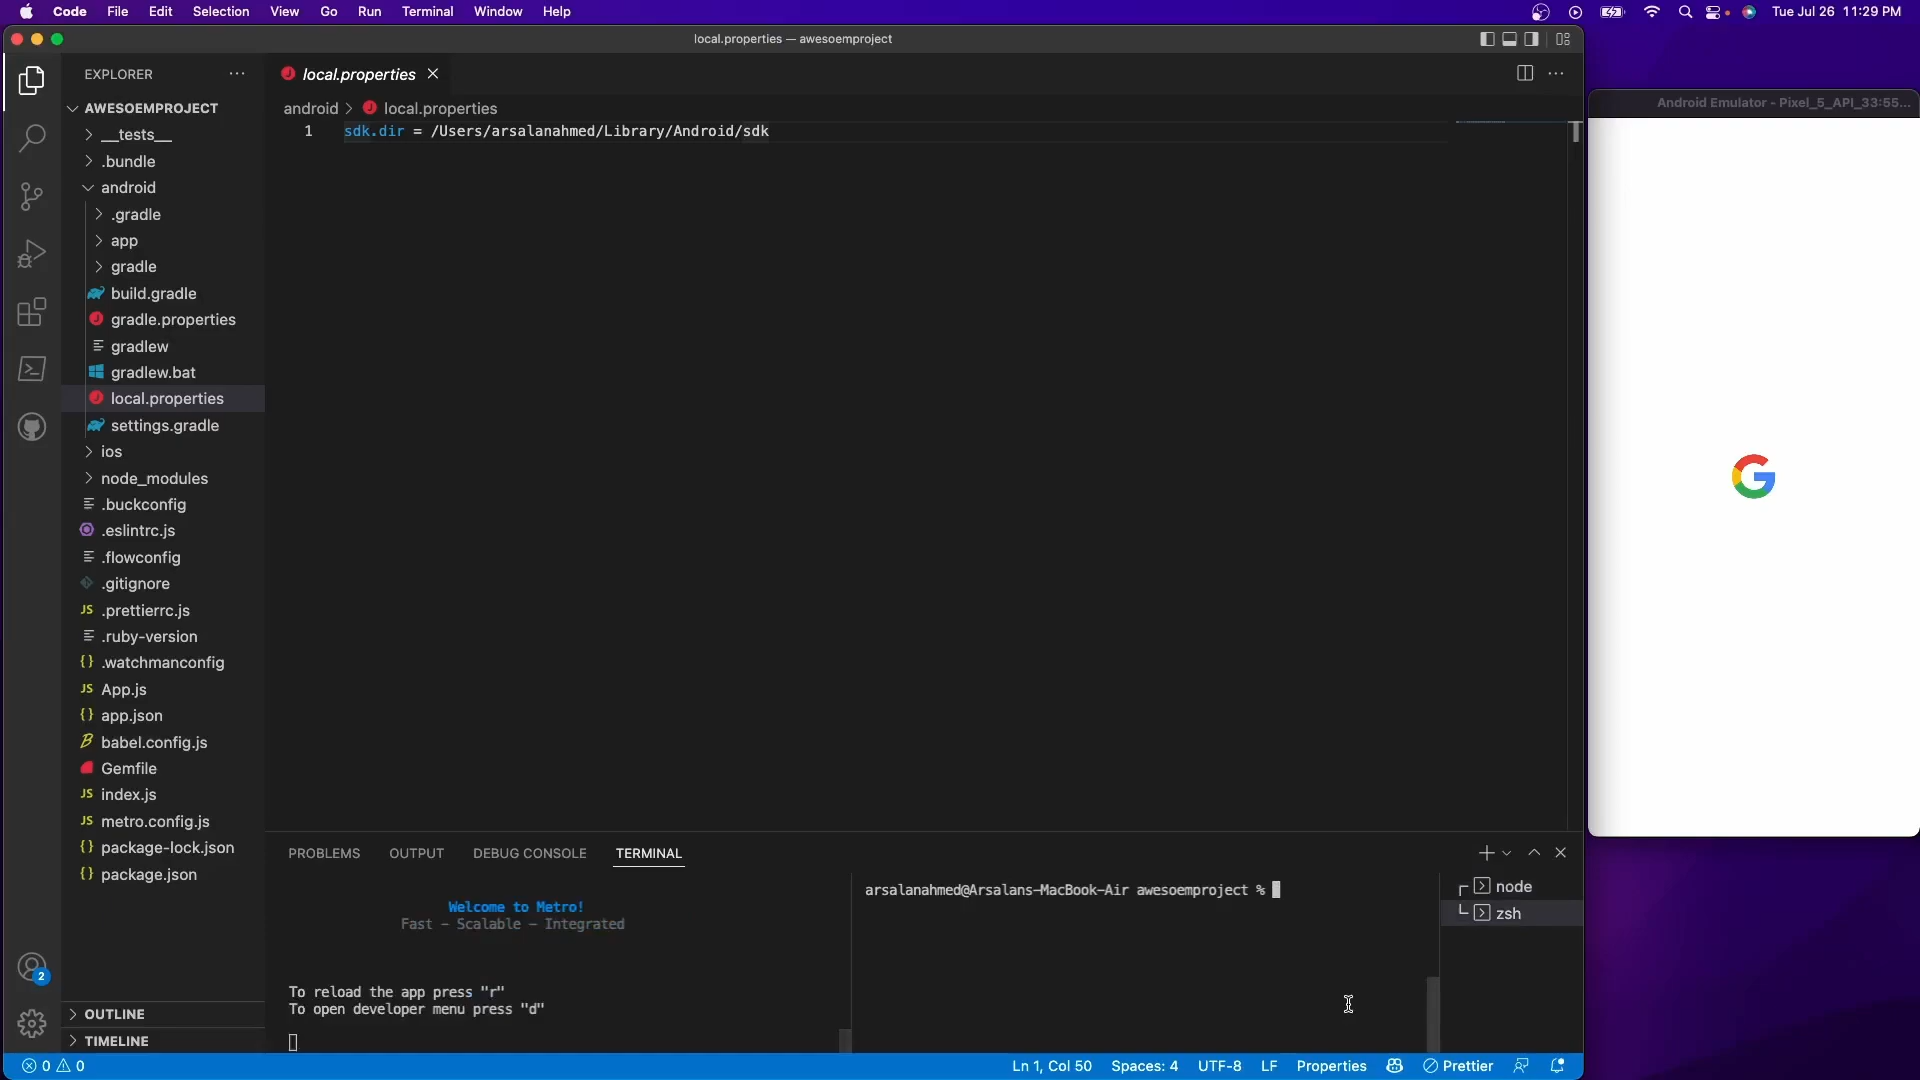 Code File Edit Selection View Go Run Terminal Window Help
Tue Jul 26 11:29 PM
local.properties — awesoemproject
EXPLORER
AWESOEMPROJECT
__tests__
.bundle
android
.gradle
app
gradle
build.gradle
gradle.properties
gradlew
gradlew.bat
local.properties
settings.gradle
ios
node_modules
.buckconfig
.eslintrc.js
.flowconfig
.gitignore
JS .prettierrc.js
.ruby-version
{} .watchmanconfig
JS App.js
{} app.json
babel.config.js
Gemfile
JS index.js
JS metro.config.js
{} package-lock.json
{} package.json
OUTLINE
TIMELINE
2
local.properties
android > local.properties
1 sdk.dir = /Users/arsalanahmed/Library/Android/sdk
PROBLEMS OUTPUT DEBUG CONSOLE TERMINAL
Welcome to Metro!
Fast - Scalable - Integrated
To reload the app press "r"
To open developer menu press "d"
arsalanahmed@Arsalans-MacBook-Air awesoemproject %
node
zsh
0 0
Ln 1, Col 50 Spaces: 4 UTF-8 LF Properties Prettier
Android Emulator - Pixel_5_API_33:55...
G